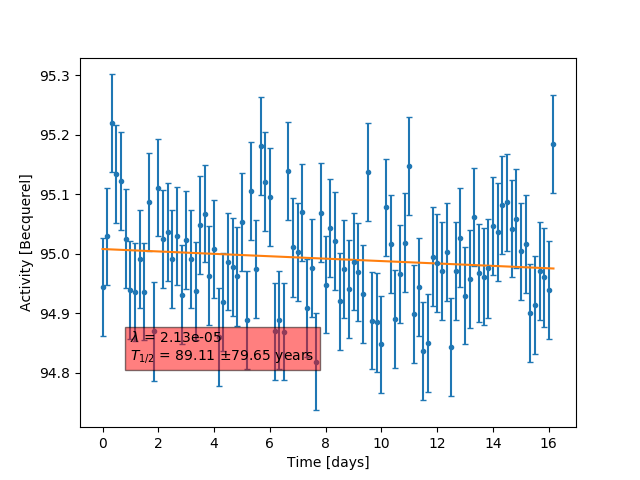 95.3
95.2
95.1
95.0
94.9
94.8
Activity [Becquerel]
λ = 2.13e-05
T1/2 = 89.11 ±79.65 years
0 2 4 6 8 10 12 14 16
Time [days]